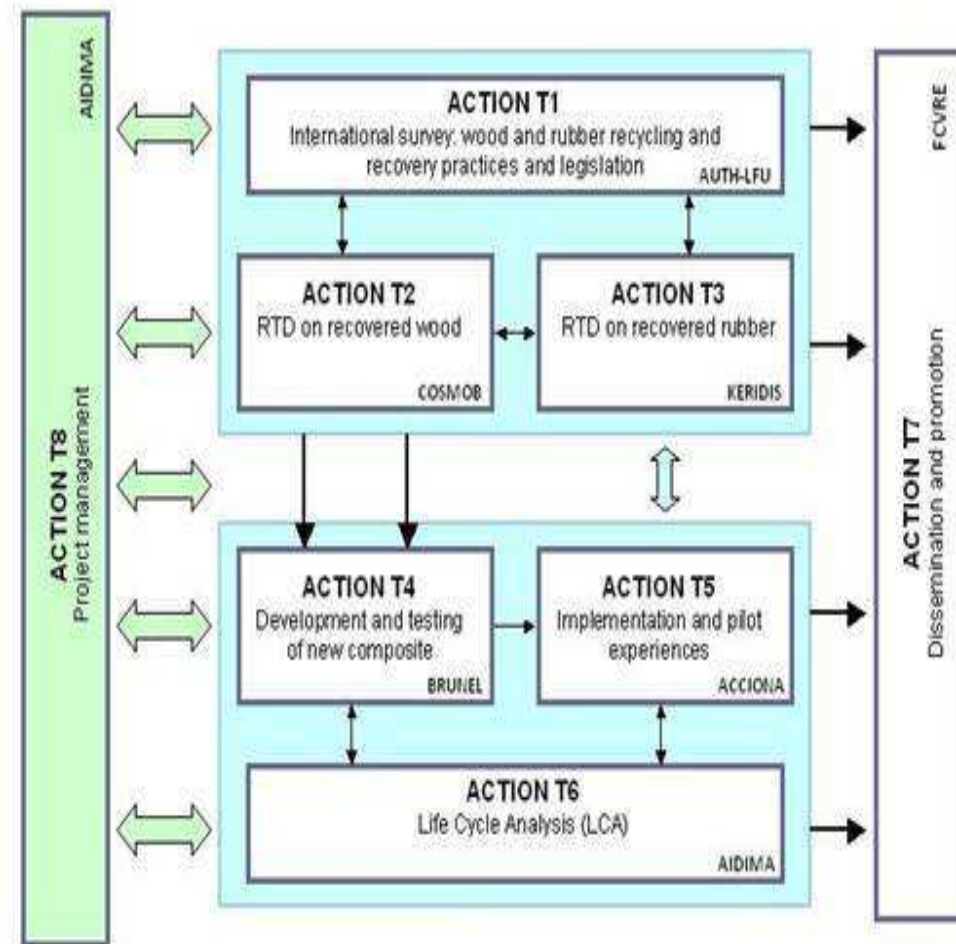 AIDIMA
ACTION T8
Project management
ACTION T1
International survey: wood and rubber recycling and
recovery practices and legislation
AUTH-LFU
ACTION T2
RTD on recovered wood
COSMOB
ACTION T3
RTD on recovered rubber
KERIDIS
ACTION T4
Development and testing
of new composite.
BRUNEL
ACTION T5
Implementation and pilot
experiences
ACCIONA
ACTION T6
Life Cycle Analysis (LCA)
AIDIMA
FCVRE
ACTION T7
Dissemination and promotion